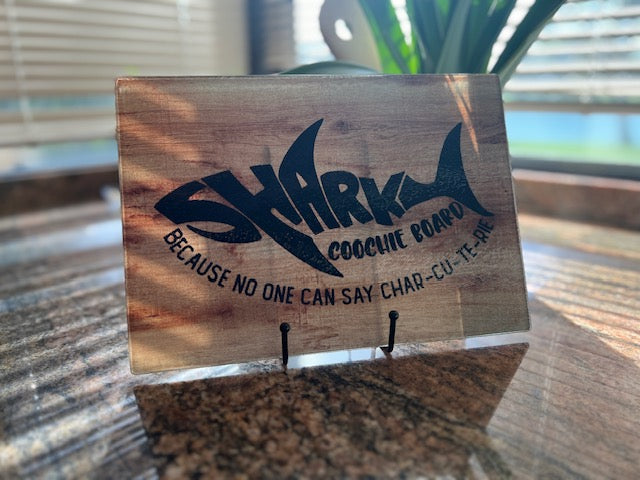 SHARKY
COOCHIE BOARD
BECAUSE NO ONE CAN SAY CHAR-CU-TE-RIE